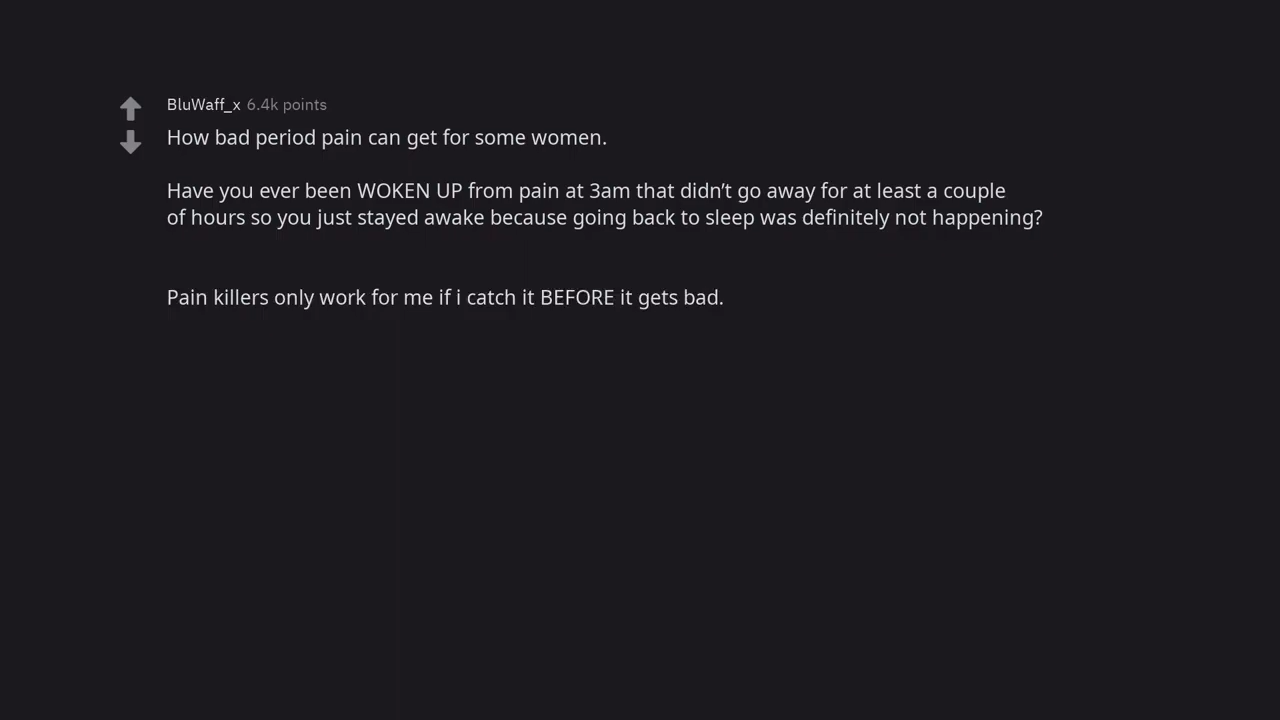 BluWaff_x 6.4k points
How bad period pain can get for some women.
Have you ever been WOKEN UP from pain at 3am that didn’t go away for at least a couple
of hours so you just stayed awake because going back to sleep was definitely not happening?
Pain killers only work for me if i catch it BEFORE it gets bad.